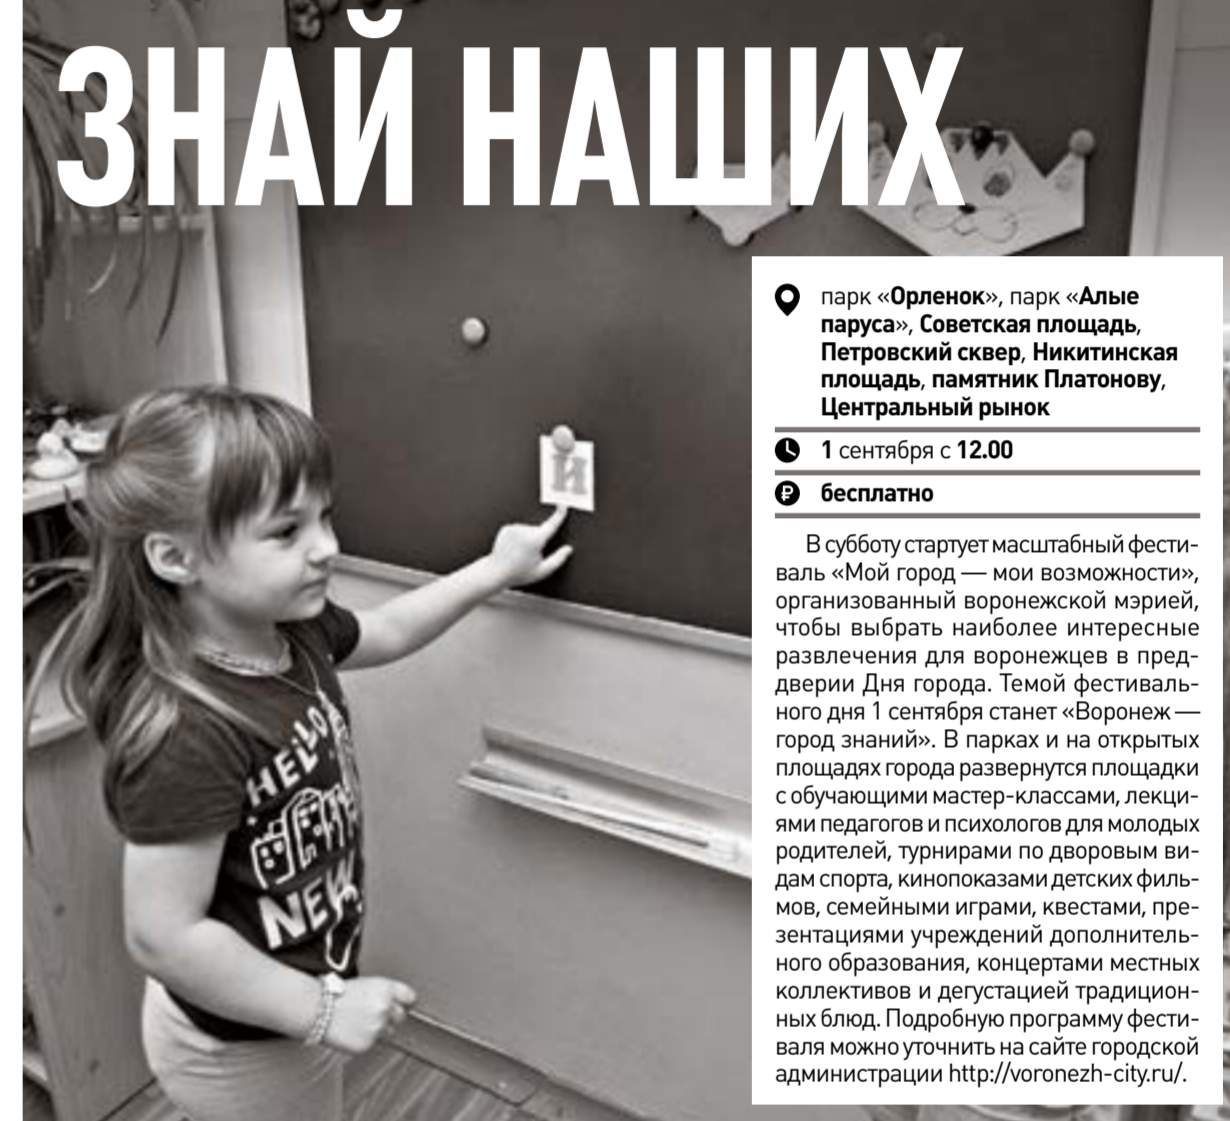 ЗНАЙ НАШИХ
парк «Орленок», парк «Алые
паруса», Советская площадь,
Петровский сквер, Никитинская
площадь, памятник Платонову,
Центральный рынок
1 сентября с 12.00
бесплатно
В субботу стартует масштабный фести-
валь «Мой город — мои возможности»,
организованный воронежской мэрией,
чтобы выбрать наиболее интересные
развлечения для воронежцев в пред-
дверии Дня города. Темой фестиваль-
ного дня 1 сентября станет «Воронеж —
город знаний». В парках и на открытых
площадях города развернутся площадки
с обучающими мастер-классами, лекци-
ями педагогов и психологов для молодых
родителей, турнирами по дворовым ви-
дам спорта, кинопоказами детских филь-
мов, семейными играми, квестами, пре-
зентациями учреждений дополнитель-
ного образования, концертами местных
коллективов и дегустацией традицион-
ных блюд. Подробную программу фести-
валя можно уточнить на сайте городской
администрации http://voronezh-city.ru/.
И
HELLO
NEW